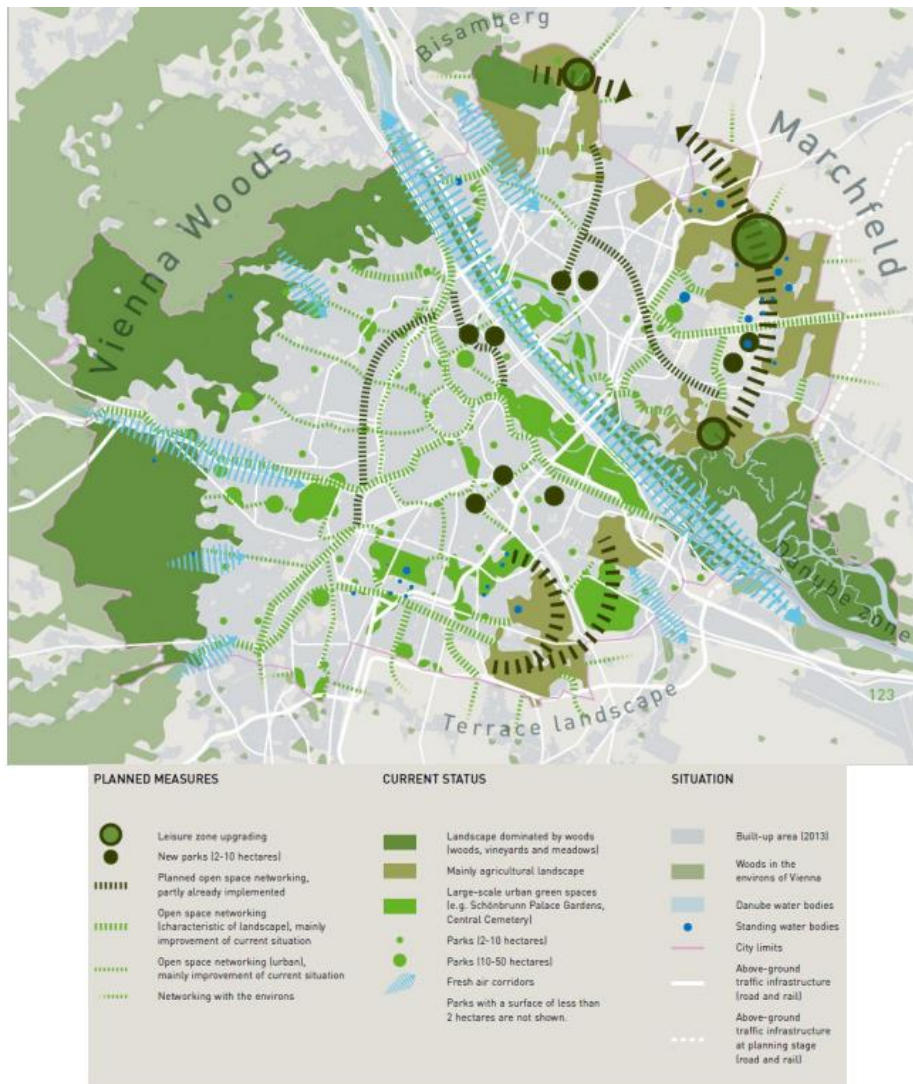 Bisamberg
Marchfeld
Vienna Woods
Danube zone
123
Terrace landscape
PLANNED MEASURES
Leisure zone upgrading
New parks (2-10 hectares)
Planned open space networking,
partly already implemented
Open space networking
(characteristic of landscape), mainly
improvement of current situation
Open space networking (urban),
mainly improvement of current situation
Networking with the environs
CURRENT STATUS
Landscape dominated by woods
(woods, vineyards and meadows)
Mainly agricultural landscape
Large-scale urban green spaces
(e.g. Schönbrunn Palace Gardens,
Central Cemetery)
Parks (2-10 hectares)
Parks (10-50 hectares)
Fresh air corridors
Parks with a surface of less than
2 hectares are not shown.
SITUATION
Built-up area (2013)
Woods in the
environs of Vienna
Danube water bodies
Standing water bodies
City limits
Above-ground
traffic infrastructure
(road and rail)
Above-ground
traffic infrastructure
at planning stage
(road and rail)